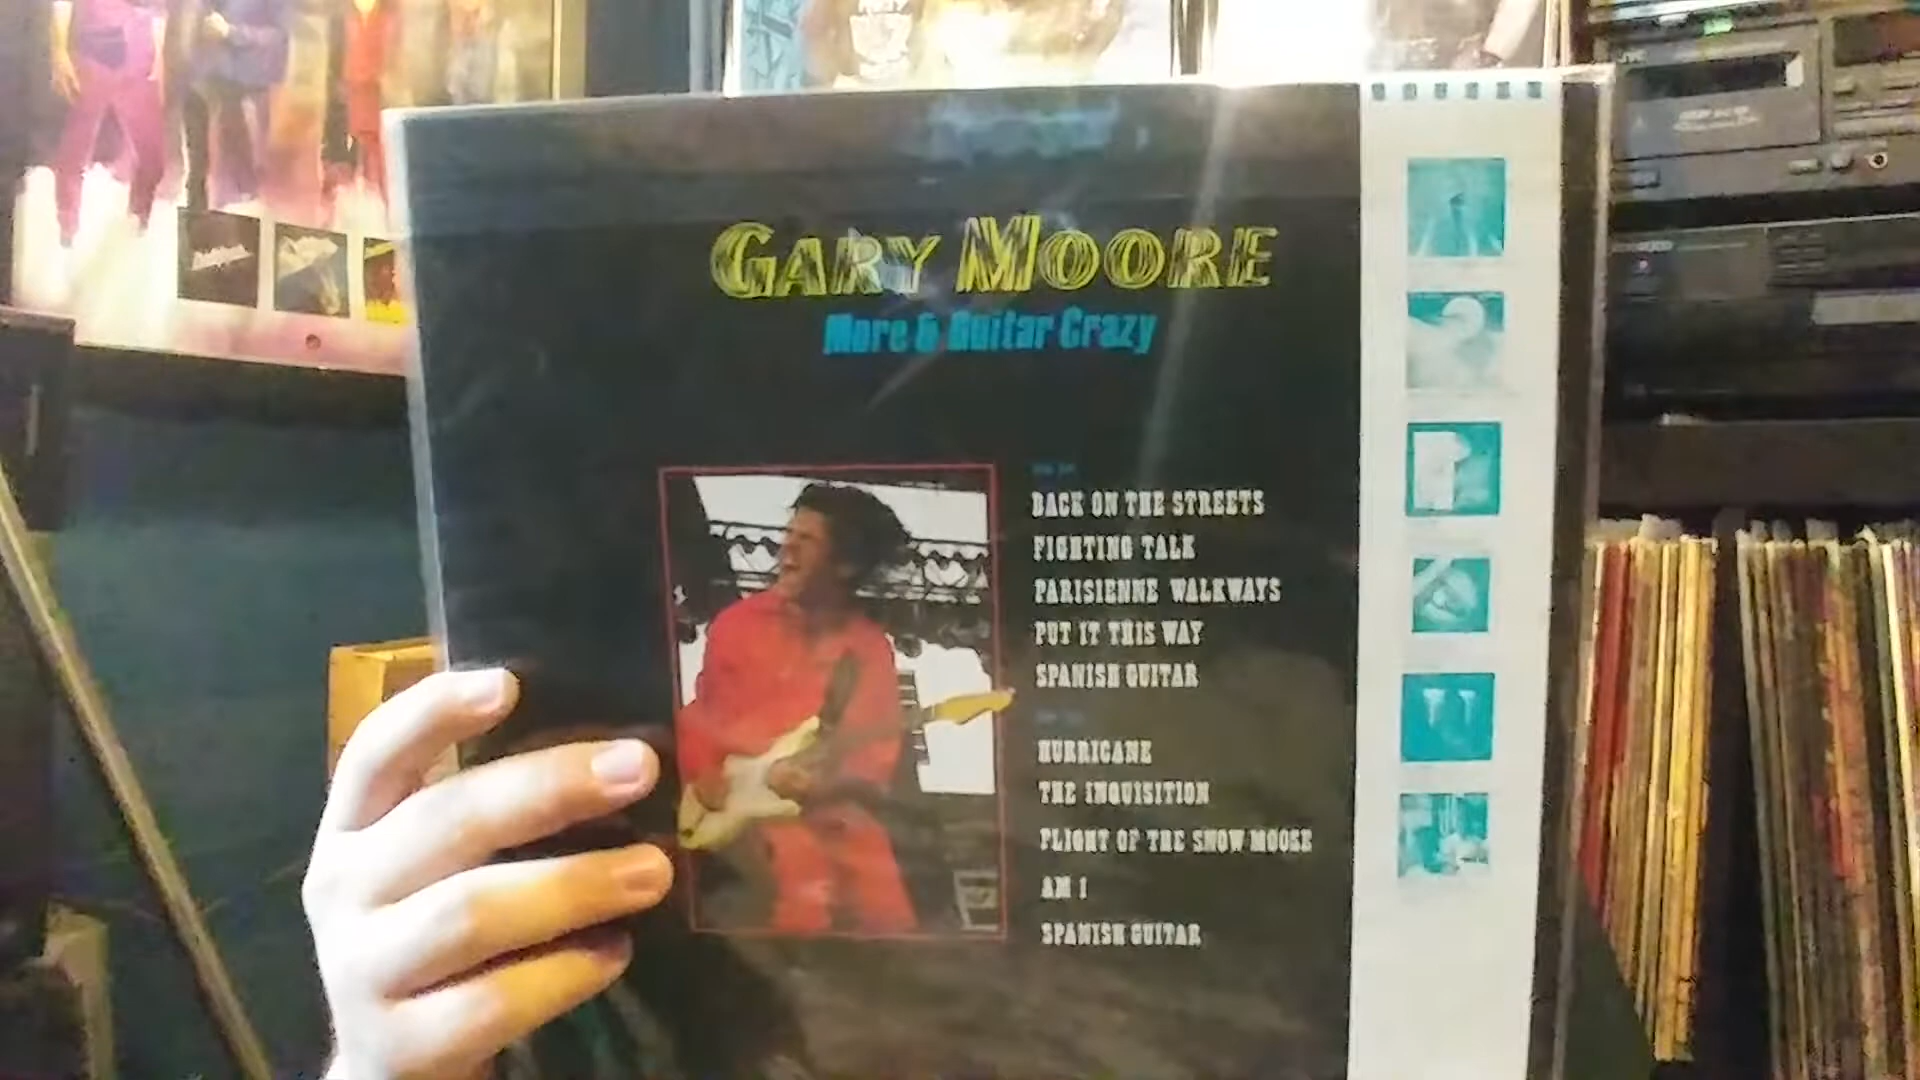 GARY MOORE
More & Guitar Crazy
BACK ON THE STREETS
FIGHTING TALK
PARISIENNE WALKWAYS
PUT IT THIS WAY
SPANISH GUITAR
HURRICANE
THE INQUISITION
FLIGHT OF THE SNOW MOOSE
AM I
SPANISH GUITAR